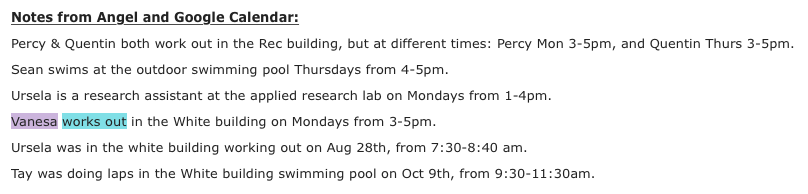 Notes from Angel and Google Calendar:
Percy & Quentin both work out in the Rec building, but at different times: Percy Mon 3-5pm, and Quentin Thurs 3-5pm.
Sean swims at the outdoor swimming pool Thursdays from 4-5pm.
Ursela is a research assistant at the applied research lab on Mondays from 1-4pm.
Vanesa works out in the White building on Mondays from 3-5pm.
Ursela was in the white building working out on Aug 28th, from 7:30-8:40 am.
Tay was doing laps in the White building swimming pool on Oct 9th, from 9:30-11:30am.